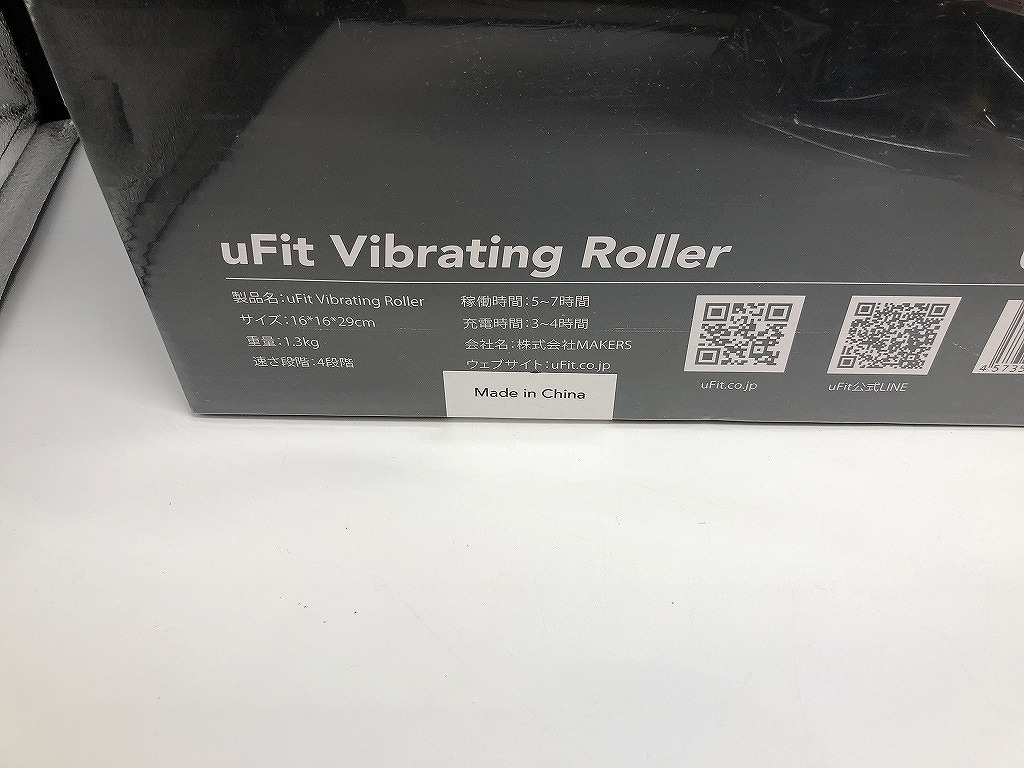 uFit Vibrating Roller
製品名：uFit Vibrating Roller
サイズ：16*16*29cm
重量：1.3kg
速さ段階：4段階
稼働時間：5~7時間
充電時間：3~4時間
会社名：株式会社MAKERS
ウェブサイト：uFit.co.jp
Made in China
uFit.co.jp
uFit公式LINE